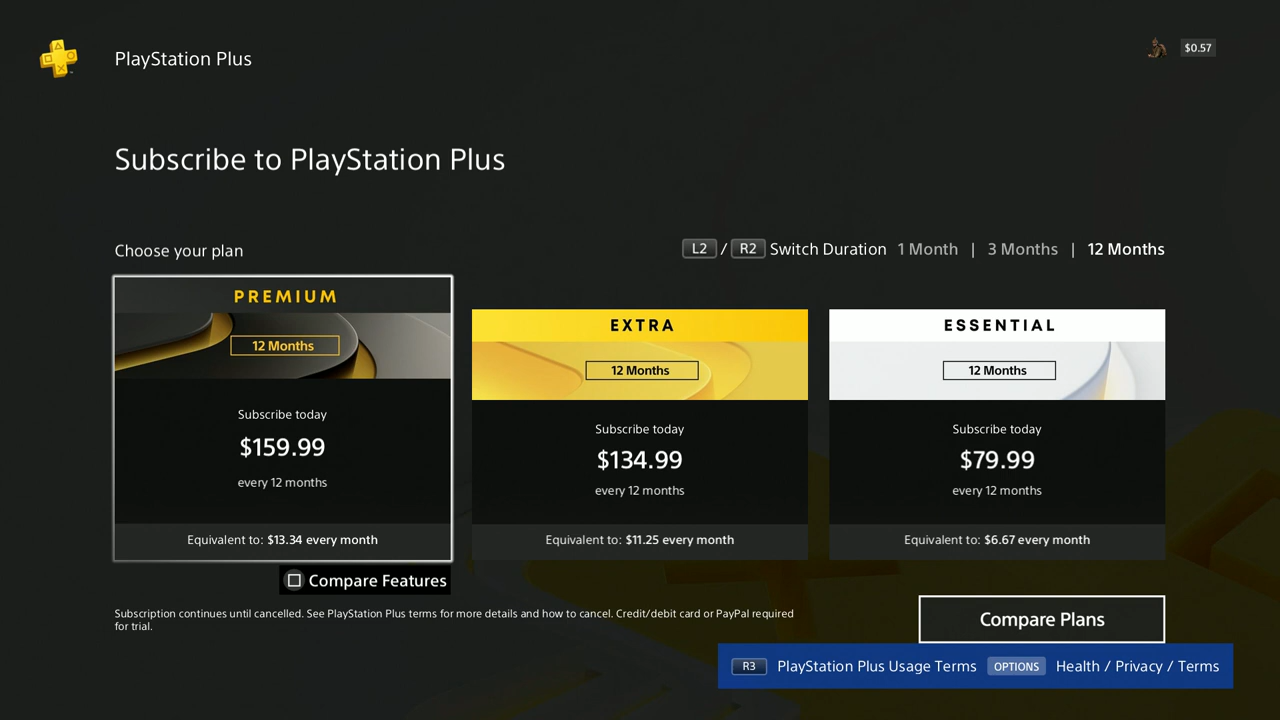 PlayStation Plus
$0.57
Subscribe to PlayStation Plus
Choose your plan
L2 / R2 Switch Duration 1 Month | 3 Months | 12 Months
PREMIUM
12 Months
Subscribe today
$159.99
every 12 months
Equivalent to: $13.34 every month
EXTRA
12 Months
Subscribe today
$134.99
every 12 months
Equivalent to: $11.25 every month
ESSENTIAL
12 Months
Subscribe today
$79.99
every 12 months
Equivalent to: $6.67 every month
Compare Features
Subscription continues until cancelled. See PlayStation Plus terms for more details and how to cancel. Credit/debit card or PayPal required
for trial.
Compare Plans
R3 PlayStation Plus Usage Terms OPTIONS Health / Privacy / Terms